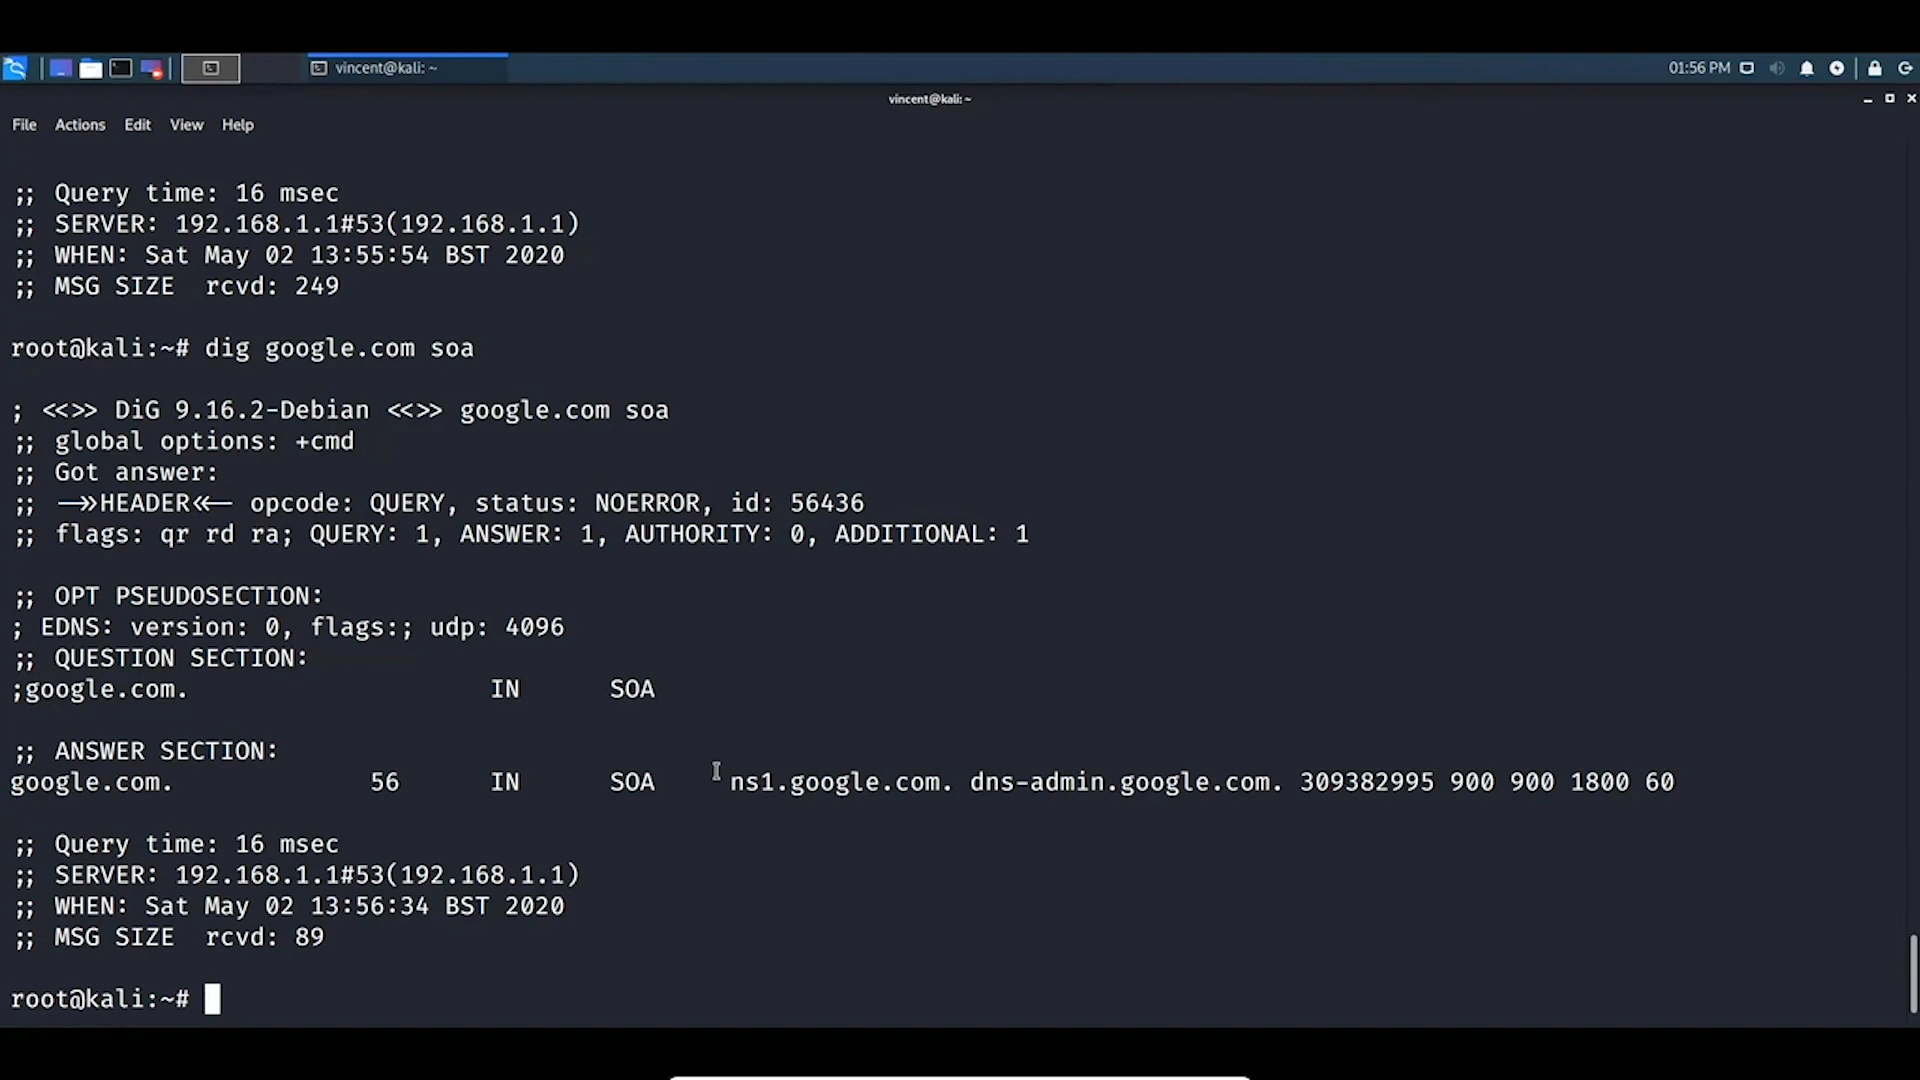 vincent@kali: ~
01:56 PM
vincent@kali: ~
File Actions Edit View Help
;; Query time: 16 msec
;; SERVER: 192.168.1.1#53(192.168.1.1)
;; WHEN: Sat May 02 13:55:54 BST 2020
;; MSG SIZE  rcvd: 249
root@kali:~# dig google.com soa
; <<>> DiG 9.16.2-Debian <<>> google.com soa
;; global options: +cmd
;; Got answer:
;; ->>HEADER<<- opcode: QUERY, status: NOERROR, id: 56436
;; flags: qr rd ra; QUERY: 1, ANSWER: 1, AUTHORITY: 0, ADDITIONAL: 1
;; OPT PSEUDOSECTION:
; EDNS: version: 0, flags:; udp: 4096
;; QUESTION SECTION:
;google.com. IN SOA
;; ANSWER SECTION:
google.com. 56 IN SOA ns1.google.com. dns-admin.google.com. 309382995 900 900 1800 60
;; Query time: 16 msec
;; SERVER: 192.168.1.1#53(192.168.1.1)
;; WHEN: Sat May 02 13:56:34 BST 2020
;; MSG SIZE  rcvd: 89
root@kali:~#